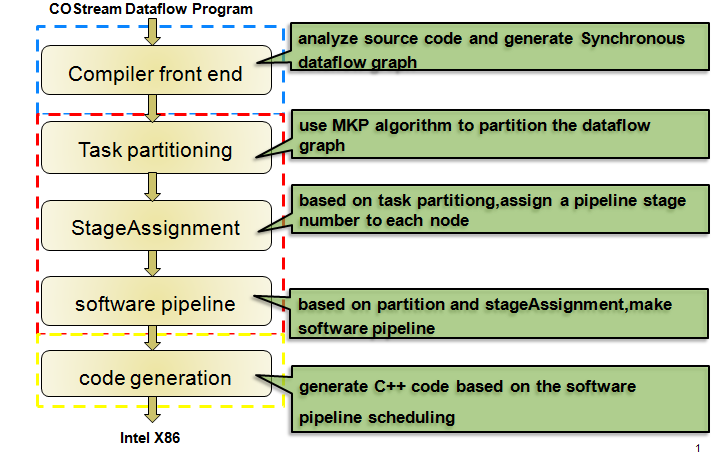 COStream Dataflow Program
analyze source code and generate Synchronous
dataflow graph
Compiler front end
use MKP algorithm to partition the dataflow
graph
Task partitioning
based on task partitiong,assign a pipeline stage
number to each node
StageAssignment
based on partition and stageAssignment,make
software pipeline
software pipeline
generate C++ code based on the software
pipeline scheduling
code generation
Intel X86
1